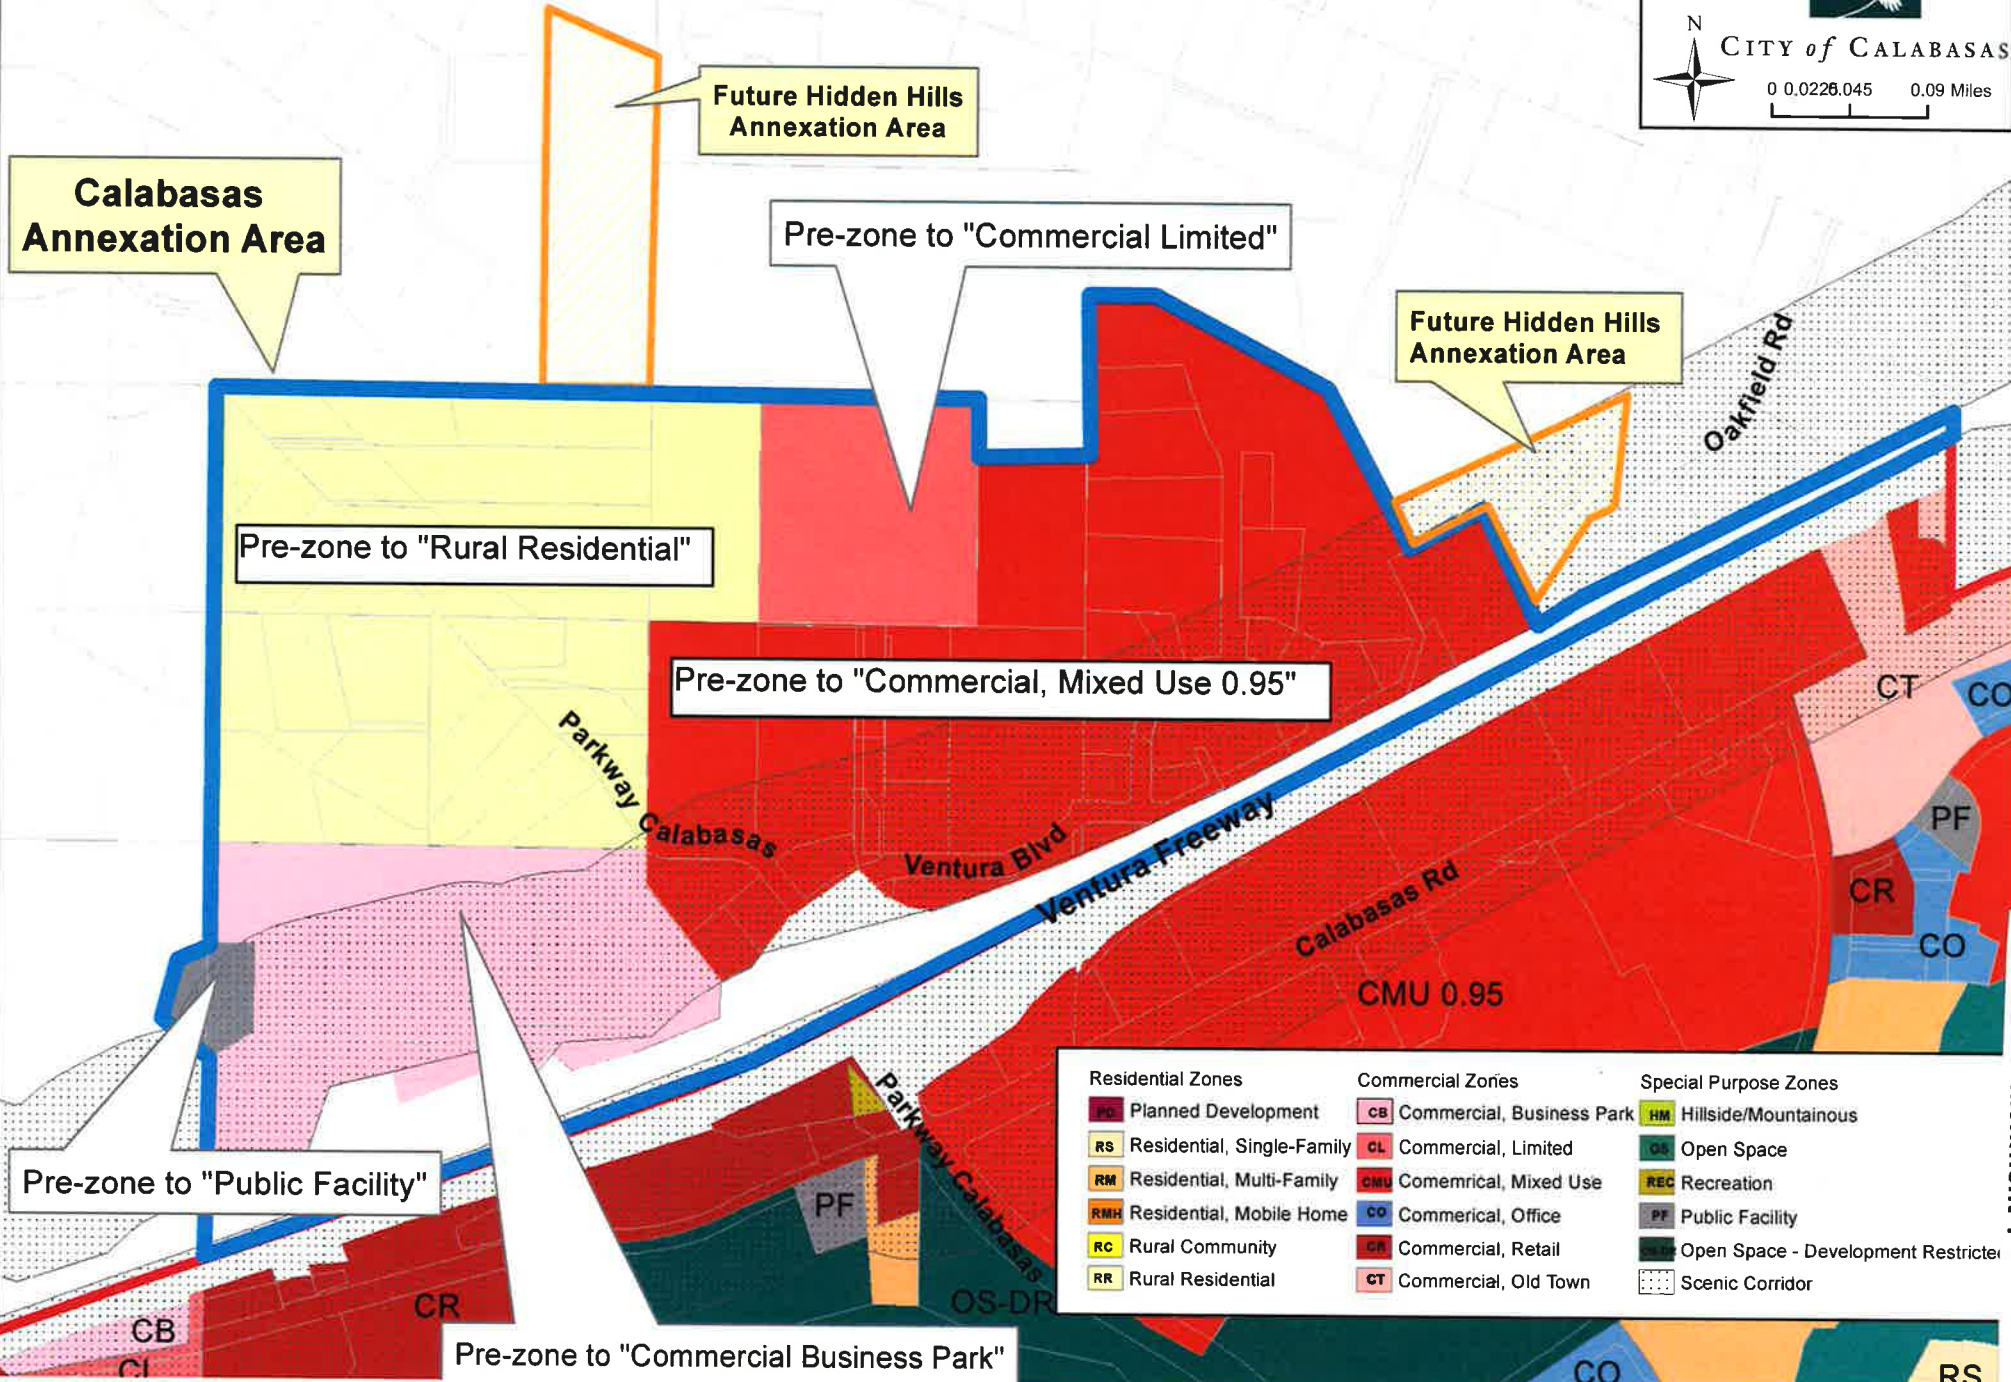 N
CITY of CALABASAS
0 0.0225 0.045 0.09 Miles
Future Hidden Hills
Annexation Area
Calabasas
Annexation Area
Pre-zone to "Commercial Limited"
Future Hidden Hills
Annexation Area
Oakfield Rd
Pre-zone to "Rural Residential"
Pre-zone to "Commercial, Mixed Use 0.95"
CT
CO
Parkway Calabasas
Ventura Blvd
Ventura Freeway
Calabasas Rd
PF
CR
CO
CMU 0.95
Pre-zone to "Public Facility"
Parkway Calabasas
PF
OS-DR
CR
CB
CL
Pre-zone to "Commercial Business Park"
CO
RS
Residential Zones
PD Planned Development
RS Residential, Single-Family
RM Residential, Multi-Family
RMH Residential, Mobile Home
RC Rural Community
RR Rural Residential
Commercial Zones
CB Commercial, Business Park
CL Commercial, Limited
CMU Comemrical, Mixed Use
CO Commerical, Office
CR Commercial, Retail
CT Commercial, Old Town
Special Purpose Zones
HM Hillside/Mountainous
OS Open Space
REC Recreation
PF Public Facility
OS-DR Open Space - Development Restricted
Scenic Corridor